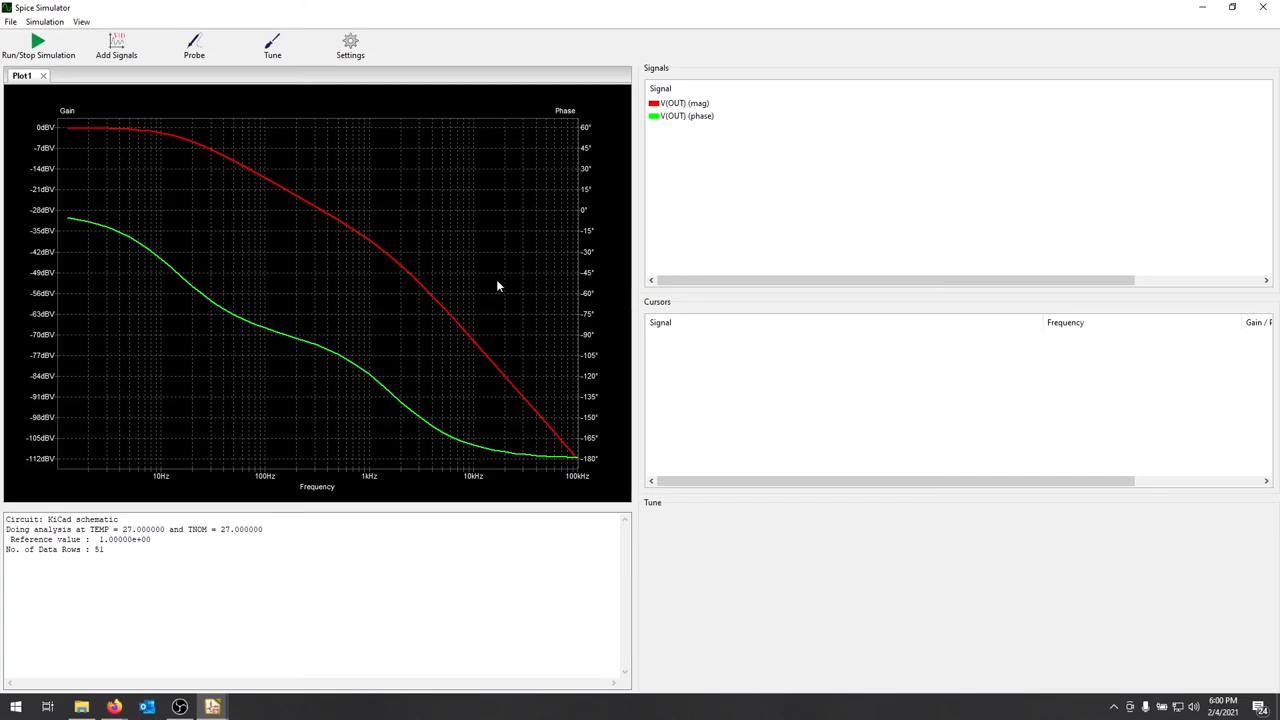 Spice Simulator
File Simulation View
Run/Stop Simulation Add Signals Probe Tune Settings
Plot1
Gain Phase
0dBV 60°
-7dBV 45°
-14dBV 30°
-21dBV 15°
-28dBV 0°
-35dBV -15°
-42dBV -30°
-49dBV -45°
-56dBV -60°
-63dBV -75°
-70dBV -90°
-77dBV -105°
-84dBV -120°
-91dBV -135°
-98dBV -150°
-105dBV -165°
-112dBV -180°
10Hz 100Hz 1kHz 10kHz 100kHz
Frequency
Circuit: KiCad schematic
Doing analysis at TEMP = 27.000000 and TNOM = 27.000000
Reference value : 1.00000e+00
No. of Data Rows : 51
Signals
Signal
V(OUT) (mag)
V(OUT) (phase)
Cursors
Signal Frequency Gain /
Tune
6:00 PM
2/4/2021
24